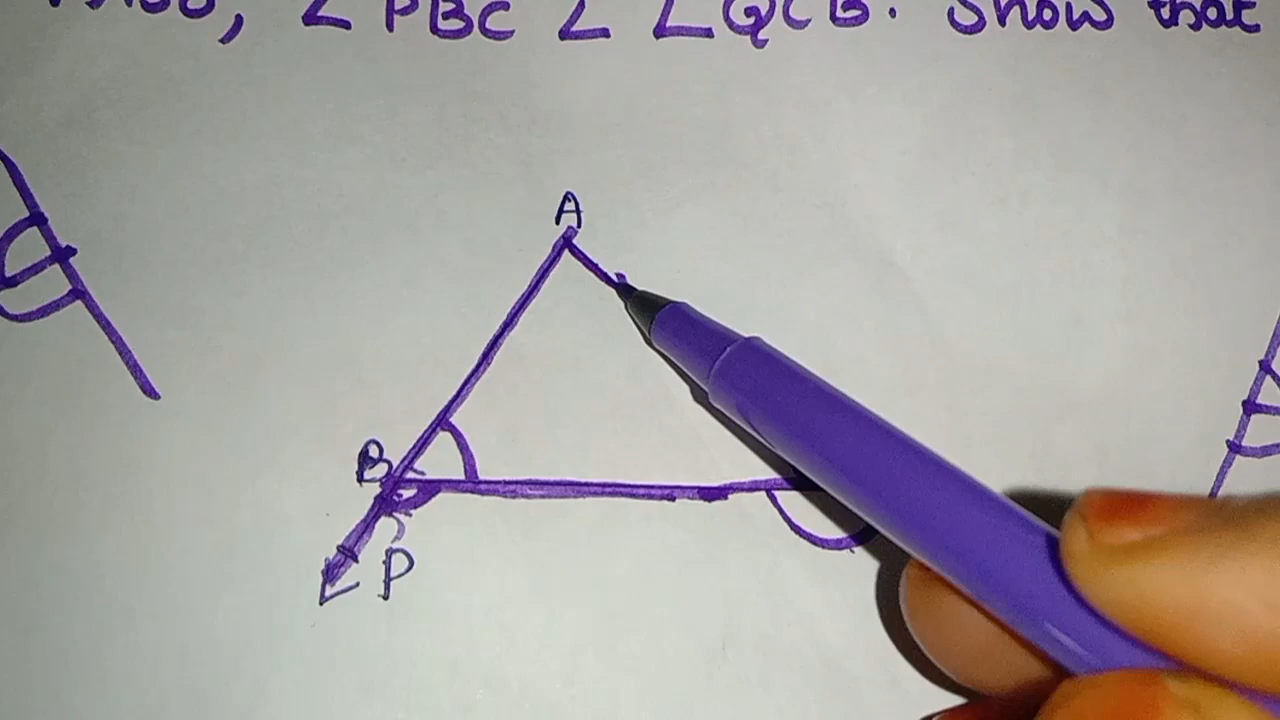 , ∠PBC < ∠QCB. Show that
A
B
P